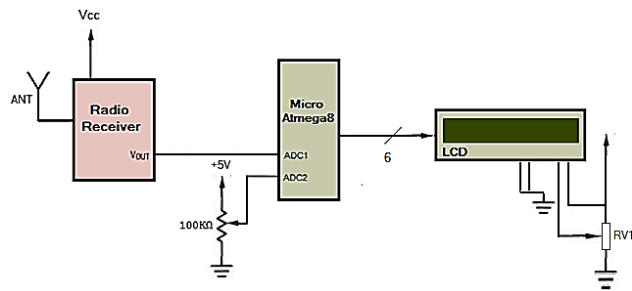 Vcc
ANT
Radio
Receiver
VOUT
Micro
Atmega8
ADC1
ADC2
+5V
100KΩ
6
LCD
RV1